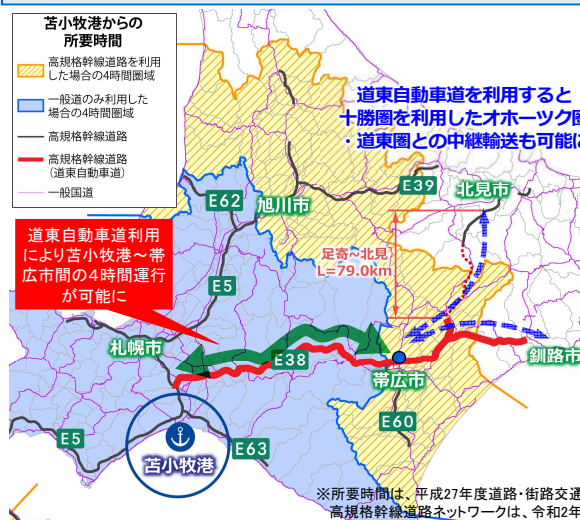 苫小牧港からの
所要時間
高規格幹線道路を利用
した場合の4時間圏域
一般道のみ利用した
場合の4時間圏域
高規格幹線道路
高規格幹線道路
(道東自動車道)
一般国道
道東自動車道を利用すると
十勝圏を利用したオホーツク圏
・道東圏との中継輸送も可能に
E39
北見市
E62
旭川市
道東自動車道利用
により苫小牧港～帯
広市間の４時間運行
が可能に
足寄~北見
L=79.0km
E5
札幌市
E38
釧路市
帯広市
E60
E5
E63
苫小牧港
※所要時間は、平成27年度道路・街路交通
高規格幹線道路ネットワークは、令和2年